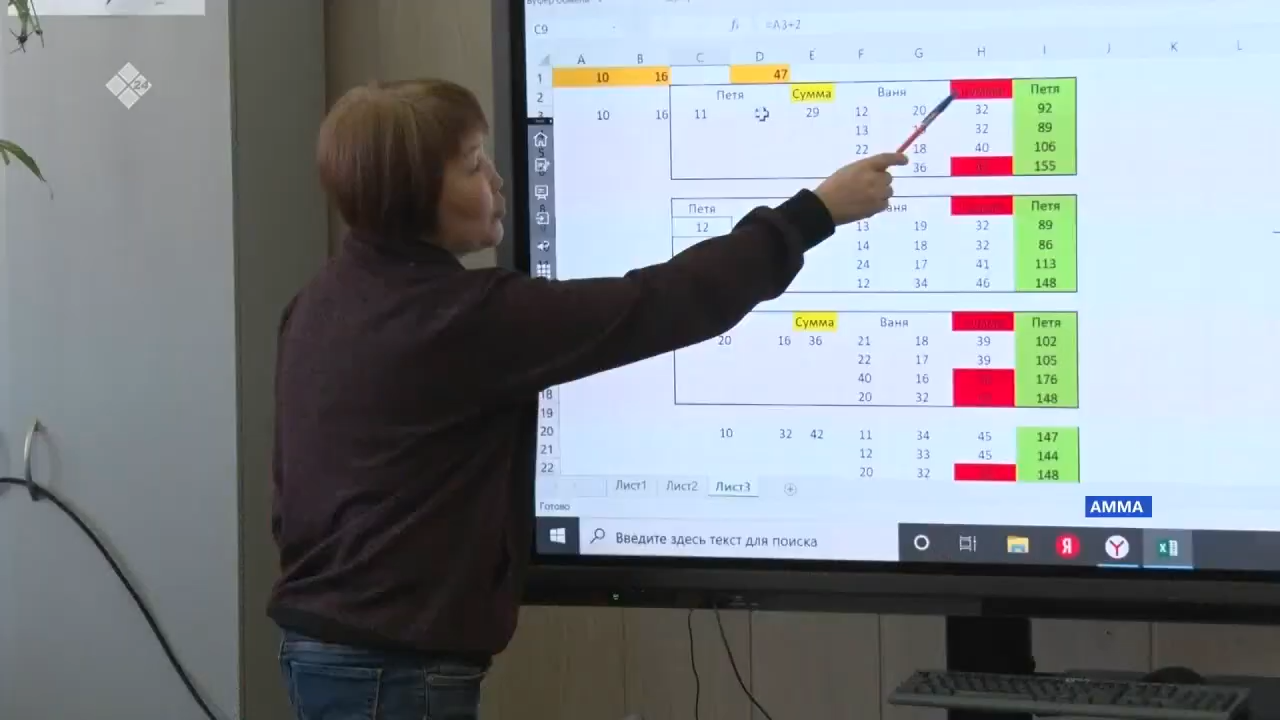 24
C9 fx =A3+2
A B C D E F G H I J K L
1 10 16 47
2 Петя Сумма Ваня Петя
3 10 16 11 29 12 20 32 92
13 32 89
22 18 40 106
36 155
Петя Петя
12 13 19 32 89
14 18 32 86
24 17 41 113
12 34 46 148
Сумма Ваня Петя
20 16 36 21 18 39 102
22 17 39 105
40 16 176
18 20 32 148
19
20 10 32 42 11 34 45 147
21 12 33 45 144
22 20 32 148
Лист1 Лист2 Лист3
Готово
АММА
Введите здесь текст для поиска
Я Y X